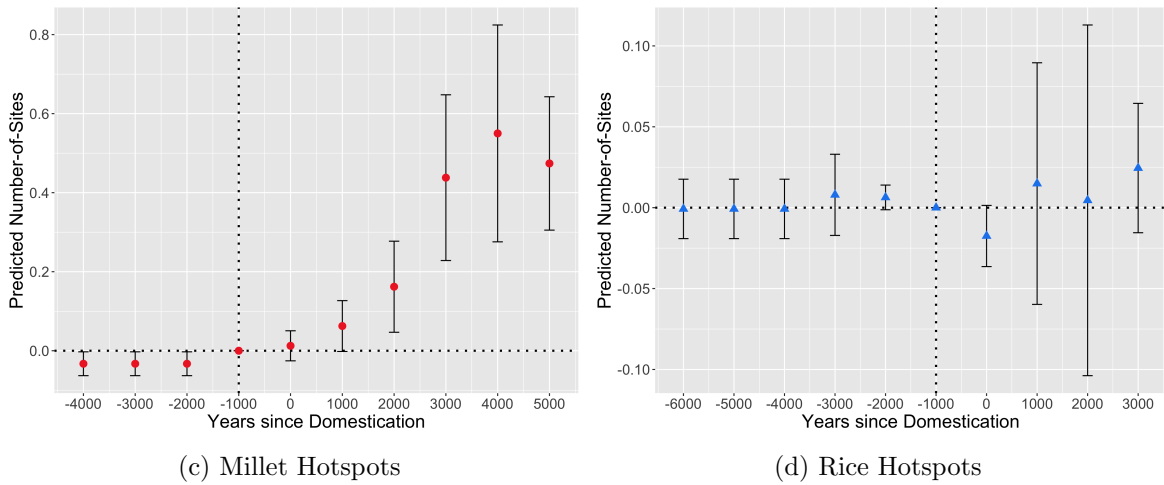 Predicted Number-of-Sites
0.8
0.6
0.4
0.2
0.0
-4000 -3000 -2000 -1000 0 1000 2000 3000 4000 5000
Years since Domestication
(c) Millet Hotspots
Predicted Number-of-Sites
0.10
0.05
0.00
-0.05
-0.10
-6000 -5000 -4000 -3000 -2000 -1000 0 1000 2000 3000
Years since Domestication
(d) Rice Hotspots